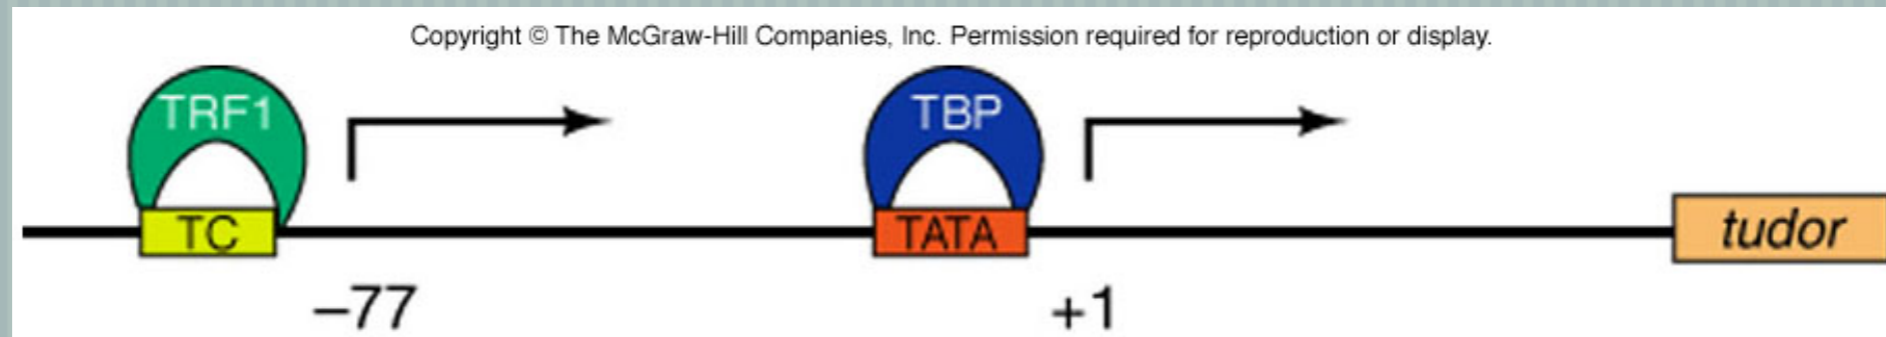 Copyright © The McGraw-Hill Companies, Inc. Permission required for reproduction or display.
TRF1 TBP
TC TATA tudor
–77 +1